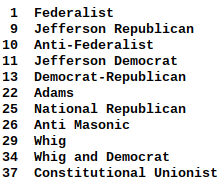 1 Federalist
9 Jefferson Republican
10 Anti-Federalist
11 Jefferson Democrat
13 Democrat-Republican
22 Adams
25 National Republican
26 Anti Masonic
29 Whig
34 Whig and Democrat
37 Constitutional Unionist